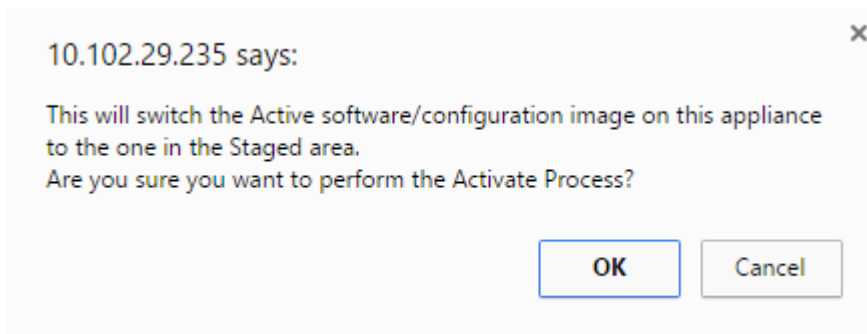 10.102.29.235 says:
This will switch the Active software/configuration image on this appliance
to the one in the Staged area.
Are you sure you want to perform the Activate Process?
OK
Cancel